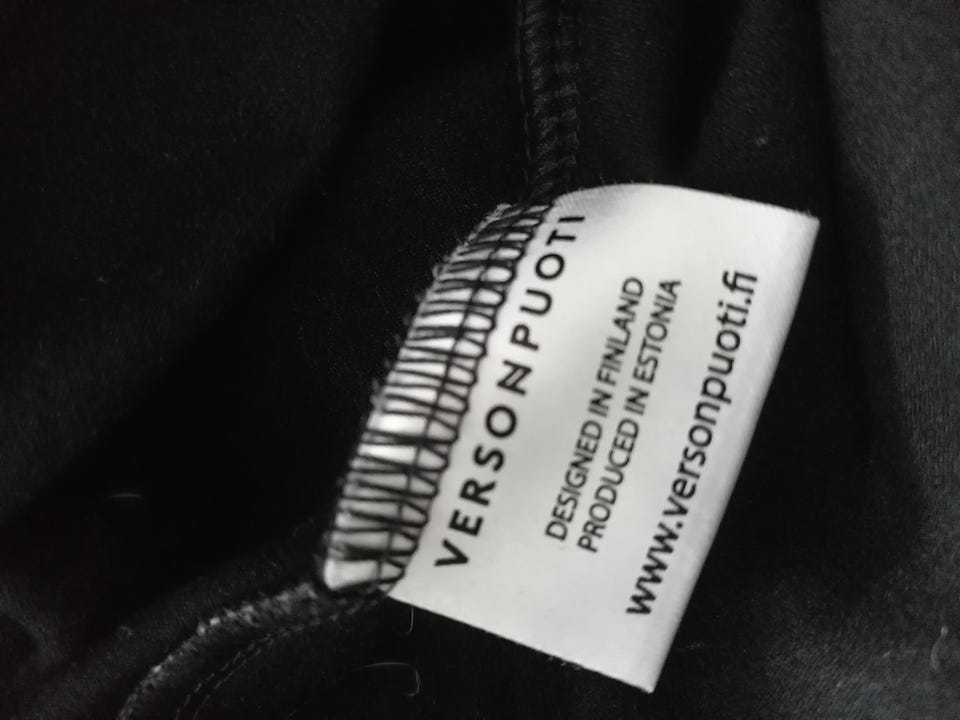 VERSONPUOTI
DESIGNED IN FINLAND
PRODUCED IN ESTONIA
www.versonpuoti.fi